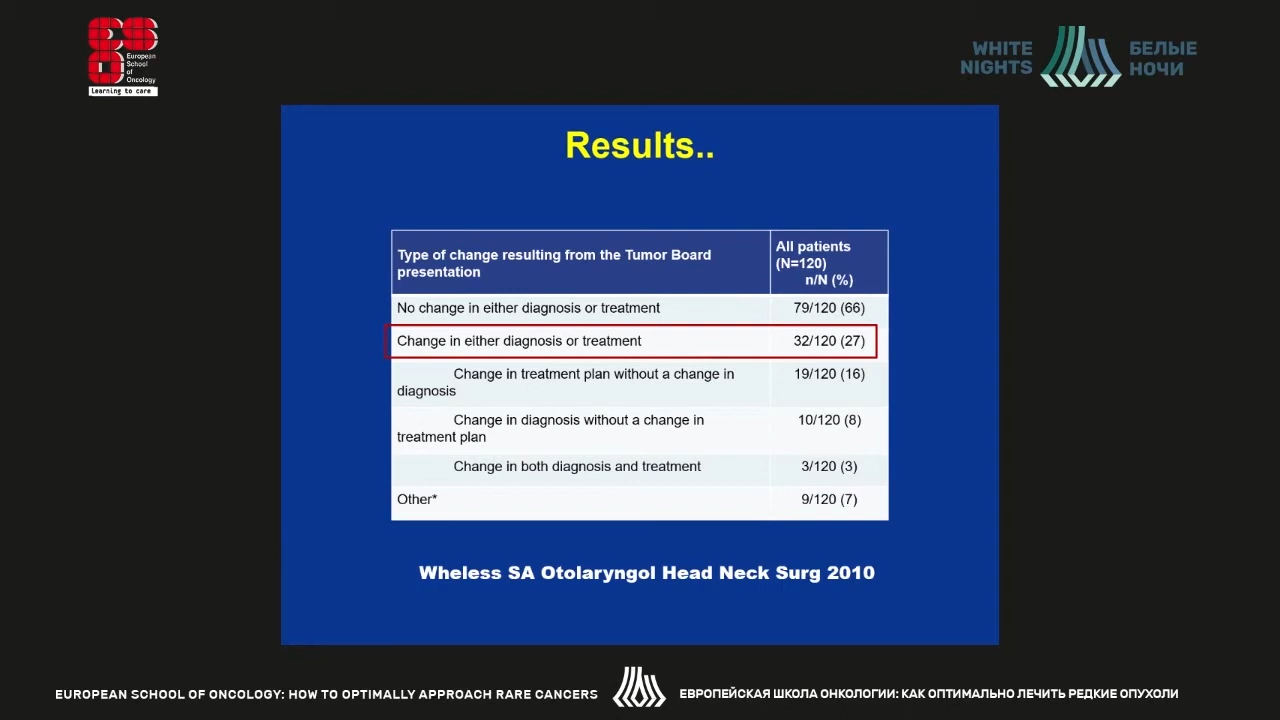 European
School
of
Oncology
Learning to care
WHITE
NIGHTS
БЕЛЫЕ
НОЧИ
Results..
Type of change resulting from the Tumor Board
presentation
All patients
(N=120)
n/N (%)
No change in either diagnosis or treatment
79/120 (66)
Change in either diagnosis or treatment
32/120 (27)
Change in treatment plan without a change in
diagnosis
19/120 (16)
Change in diagnosis without a change in
treatment plan
10/120 (8)
Change in both diagnosis and treatment
3/120 (3)
Other*
9/120 (7)
Wheless SA Otolaryngol Head Neck Surg 2010
EUROPEAN SCHOOL OF ONCOLOGY: HOW TO OPTIMALLY APPROACH RARE CANCERS
ЕВРОПЕЙСКАЯ ШКОЛА ОНКОЛОГИИ: КАК ОПТИМАЛЬНО ЛЕЧИТЬ РЕДКИЕ ОПУХОЛИ